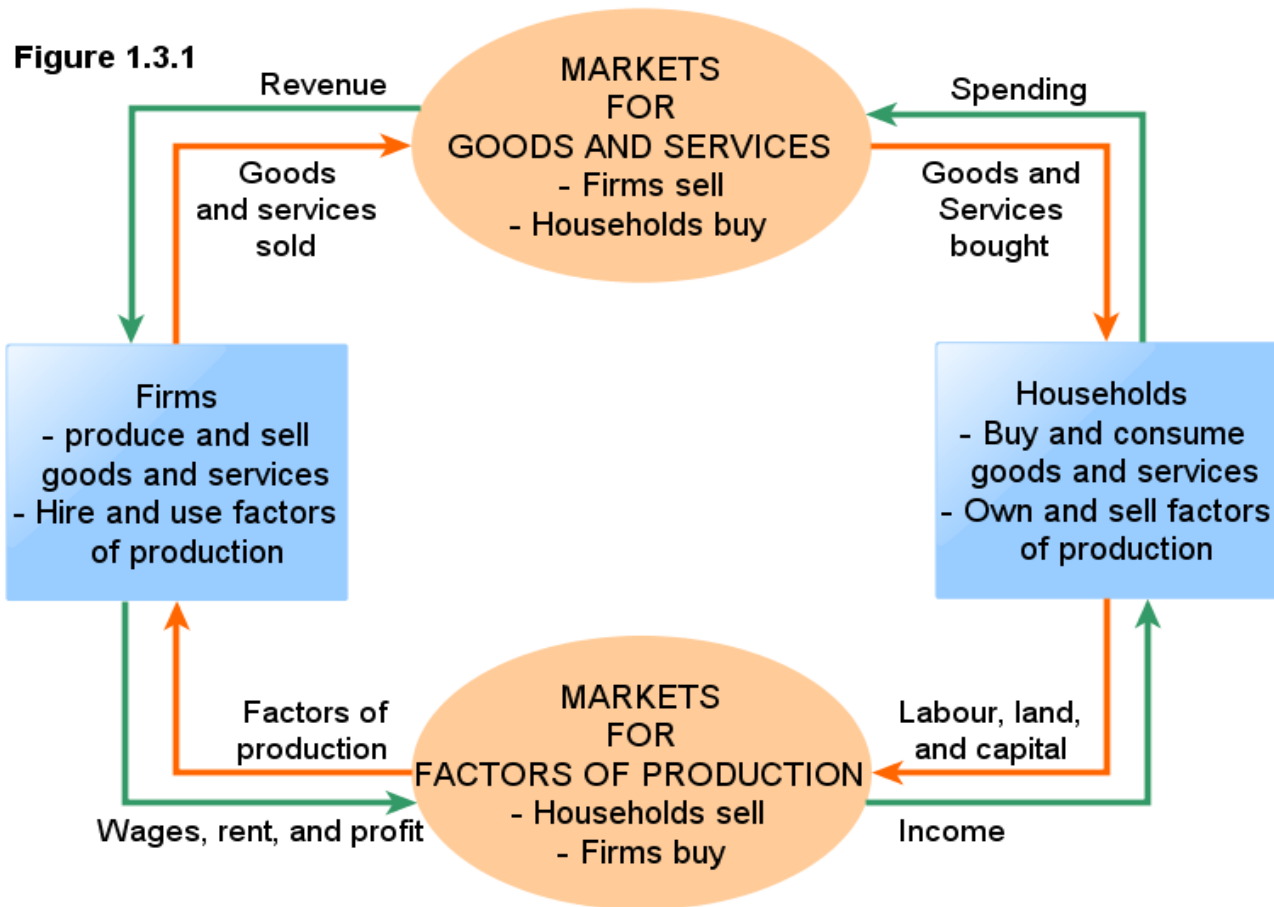 Figure 1.3.1
Revenue
MARKETS
FOR
GOODS AND SERVICES
- Firms sell
- Households buy
Spending
Goods
and services
sold
Goods and
Services
bought
Firms
- produce and sell
goods and services
- Hire and use factors
of production
Households
- Buy and consume
goods and services
- Own and sell factors
of production
Factors of
production
Wages, rent, and profit
MARKETS
FOR
FACTORS OF PRODUCTION
- Households sell
- Firms buy
Labour, land,
and capital
Income